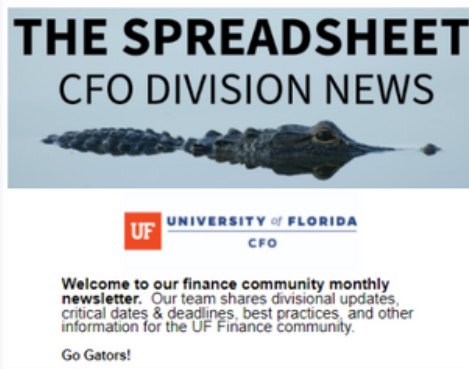 THE SPREADSHEET
CFO DIVISION NEWS
UF UNIVERSITY of FLORIDA
CFO
Welcome to our finance community monthly
newsletter. Our team shares divisional updates,
critical dates & deadlines, best practices, and other
information for the UF Finance community.
Go Gators!